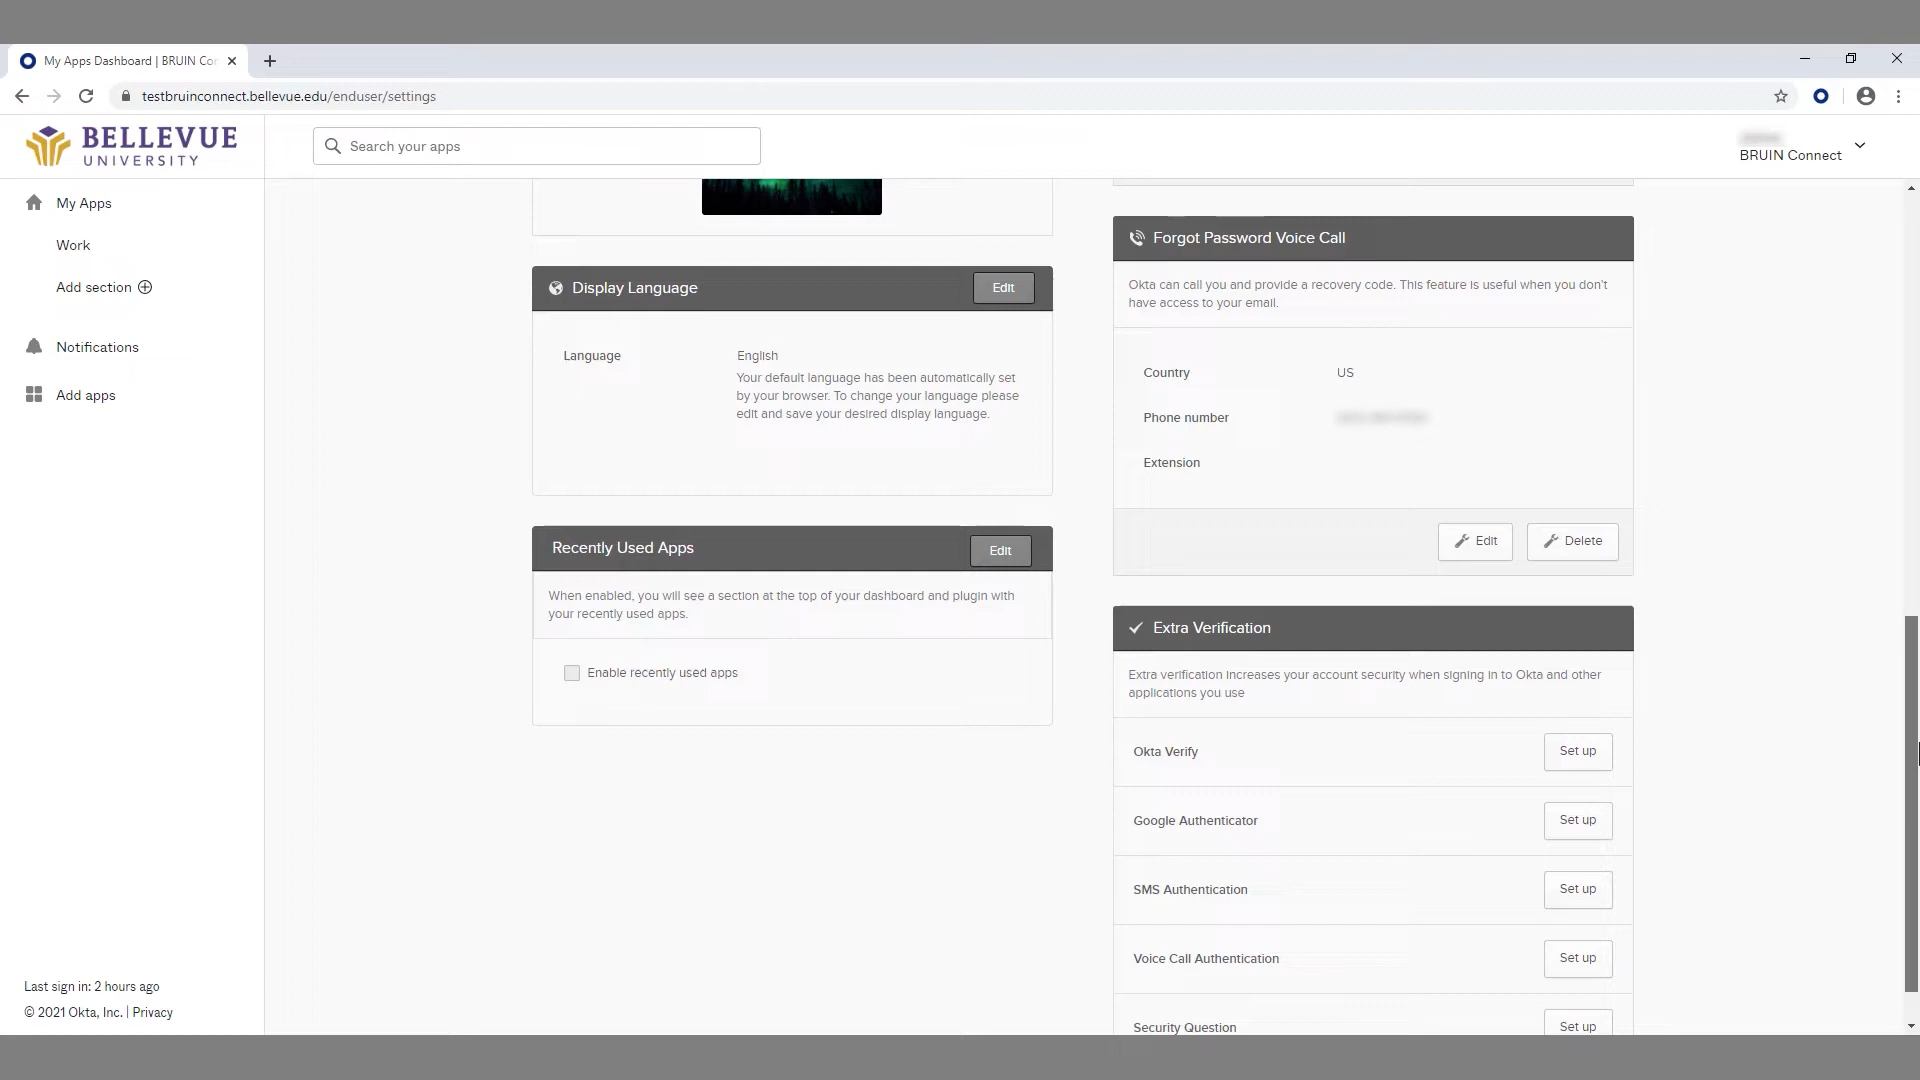 My Apps Dashboard | BRUIN Co
testbruinconnect.bellevue.edu/enduser/settings
BELLEVUE
UNIVERSITY
Search your apps
BRUIN Connect
My Apps
Work
Add section
Notifications
Add apps
Last sign in: 2 hours ago
© 2021 Okta, Inc. | Privacy
Display Language
Edit
Language
English
Your default language has been automatically set
by your browser. To change your language please
edit and save your desired display language.
Recently Used Apps
Edit
When enabled, you will see a section at the top of your dashboard and plugin with
your recently used apps.
Enable recently used apps
Forgot Password Voice Call
Okta can call you and provide a recovery code. This feature is useful when you don't
have access to your email.
Country
US
Phone number
Extension
Edit
Delete
Extra Verification
Extra verification increases your account security when signing in to Okta and other
applications you use
Okta Verify
Set up
Google Authenticator
Set up
SMS Authentication
Set up
Voice Call Authentication
Set up
Security Question
Set up